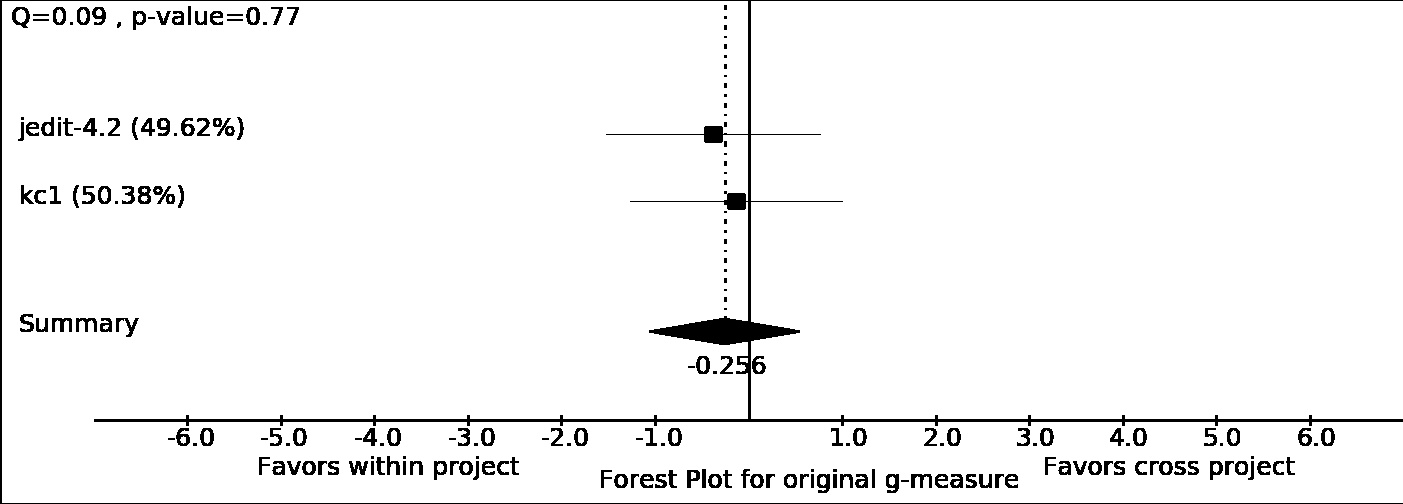 Q=0.09 , p-value=0.77
jedit-4.2 (49.62%)
kc1 (50.38%)
Summary
-0.256
-6.0 -5.0 -4.0 -3.0 -2.0 -1.0 1.0 2.0 3.0 4.0 5.0 6.0
Favors within project Favors cross project
Forest Plot for original g-measure